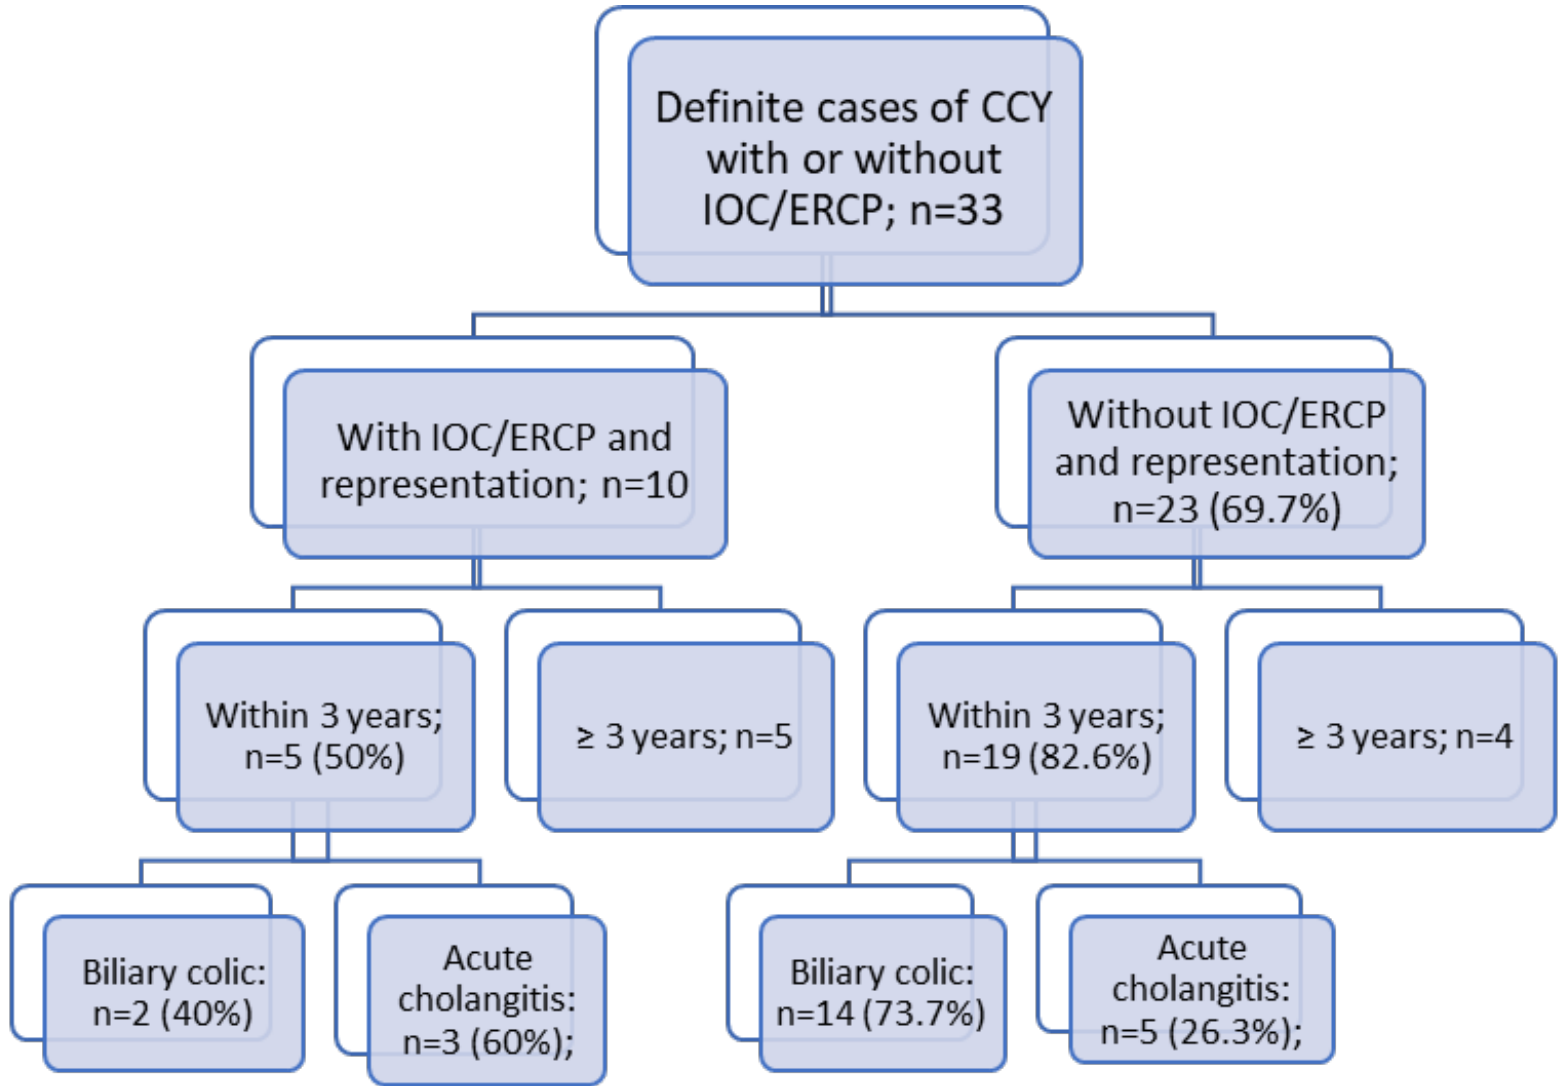 Definite cases of CCY
with or without
IOC/ERCP; n=33
With IOC/ERCP and
representation; n=10
Without IOC/ERCP
and representation;
n=23 (69.7%)
Within 3 years;
n=5 (50%)
≥ 3 years; n=5
Within 3 years;
n=19 (82.6%)
≥ 3 years; n=4
Biliary colic:
n=2 (40%)
Acute
cholangitis:
n=3 (60%);
Biliary colic:
n=14 (73.7%)
Acute
cholangitis:
n=5 (26.3%);